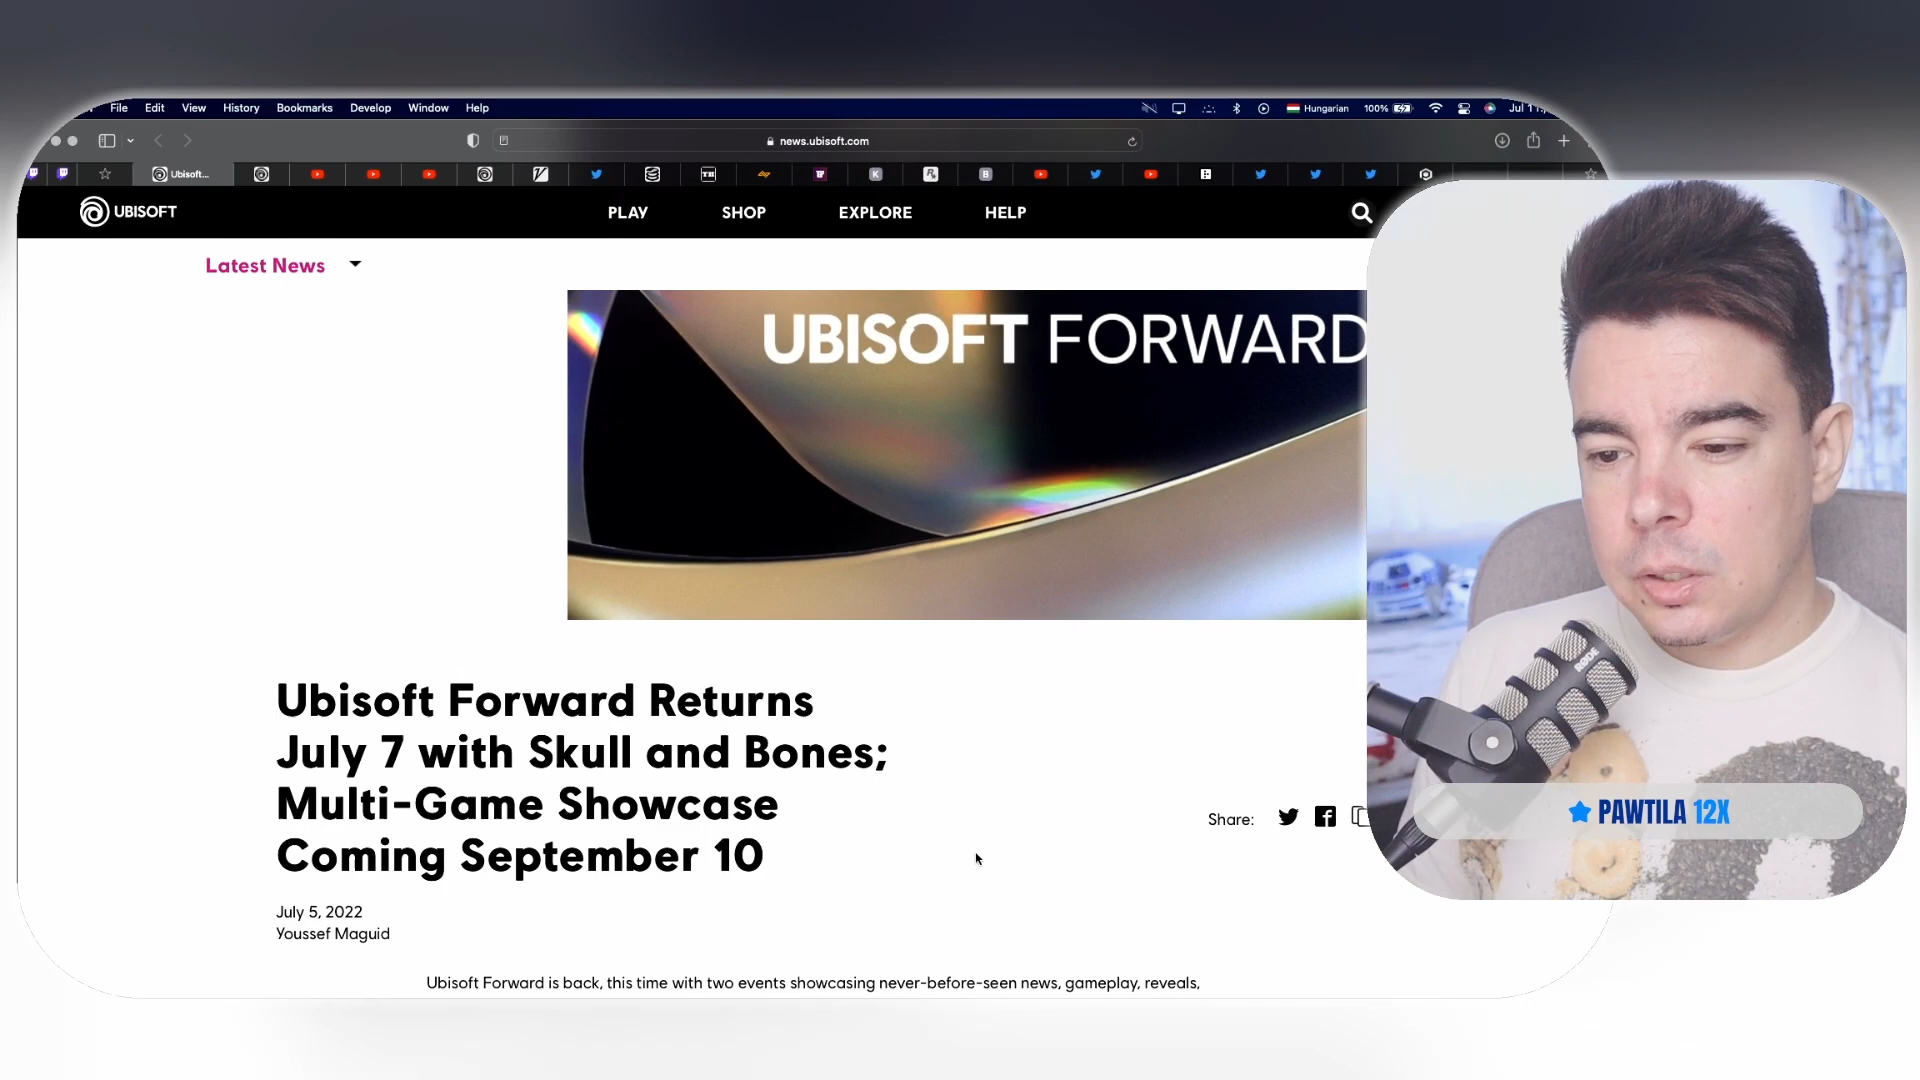 File Edit View History Bookmarks Develop Window Help
Hungarian 100%
news.ubisoft.com
Ubisoft...
UBISOFT PLAY SHOP EXPLORE HELP
Latest News
UBISOFT FORWARD
Ubisoft Forward Returns
July 7 with Skull and Bones;
Multi-Game Showcase
Coming September 10
Share:
July 5, 2022
Youssef Maguid
Ubisoft Forward is back, this time with two events showcasing never-before-seen news, gameplay, reveals,
RØDE
PAWTILA 12X